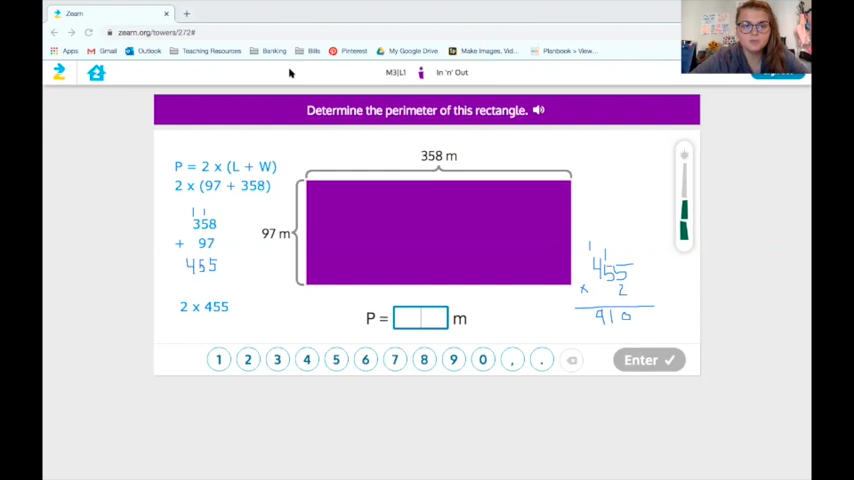 Zearn
zearn.org/towers/272#
Apps Gmail Outlook Teaching Resources Banking Bills Pinterest My Google Drive Make Images, Vid... Planbook > View...
M3|L1 In 'n' Out
Determine the perimeter of this rectangle.
P = 2 x (L + W)
2 x (97 + 358)
358 m
1 1
358
+ 97
455
97 m
1 1
455
x 2
910
2 x 455
P = m
1 2 3 4 5 6 7 8 9 0 , .
Enter ✓